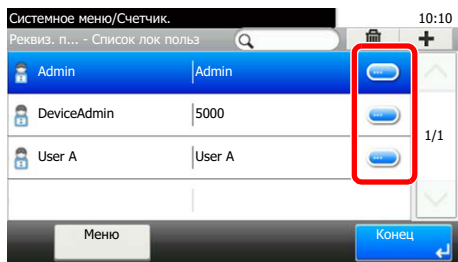 Системное меню/Счетчик. 10:10
Реквиз. п... - Список лок польз
Admin Admin
DeviceAdmin 5000
1/1
User A User A
Меню Конец